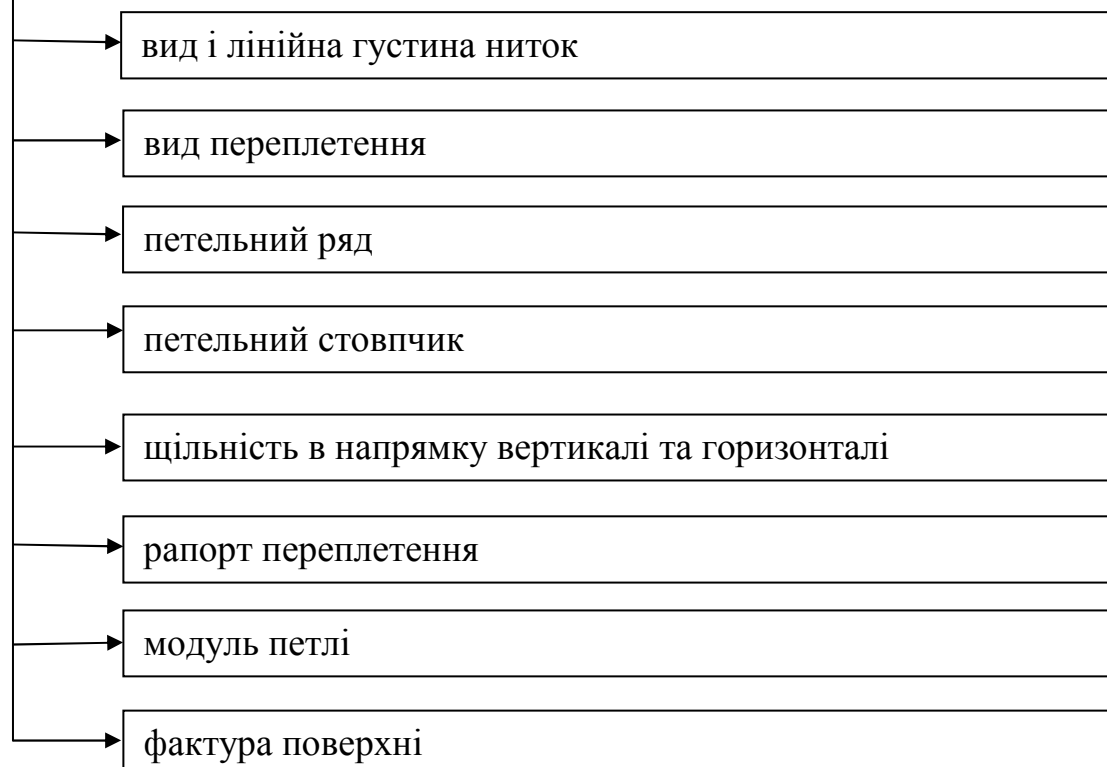 вид і лінійна густина ниток
вид переплетення
петельний ряд
петельний стовпчик
щільність в напрямку вертикалі та горизонталі
рапорт переплетення
модуль петлі
фактура поверхні